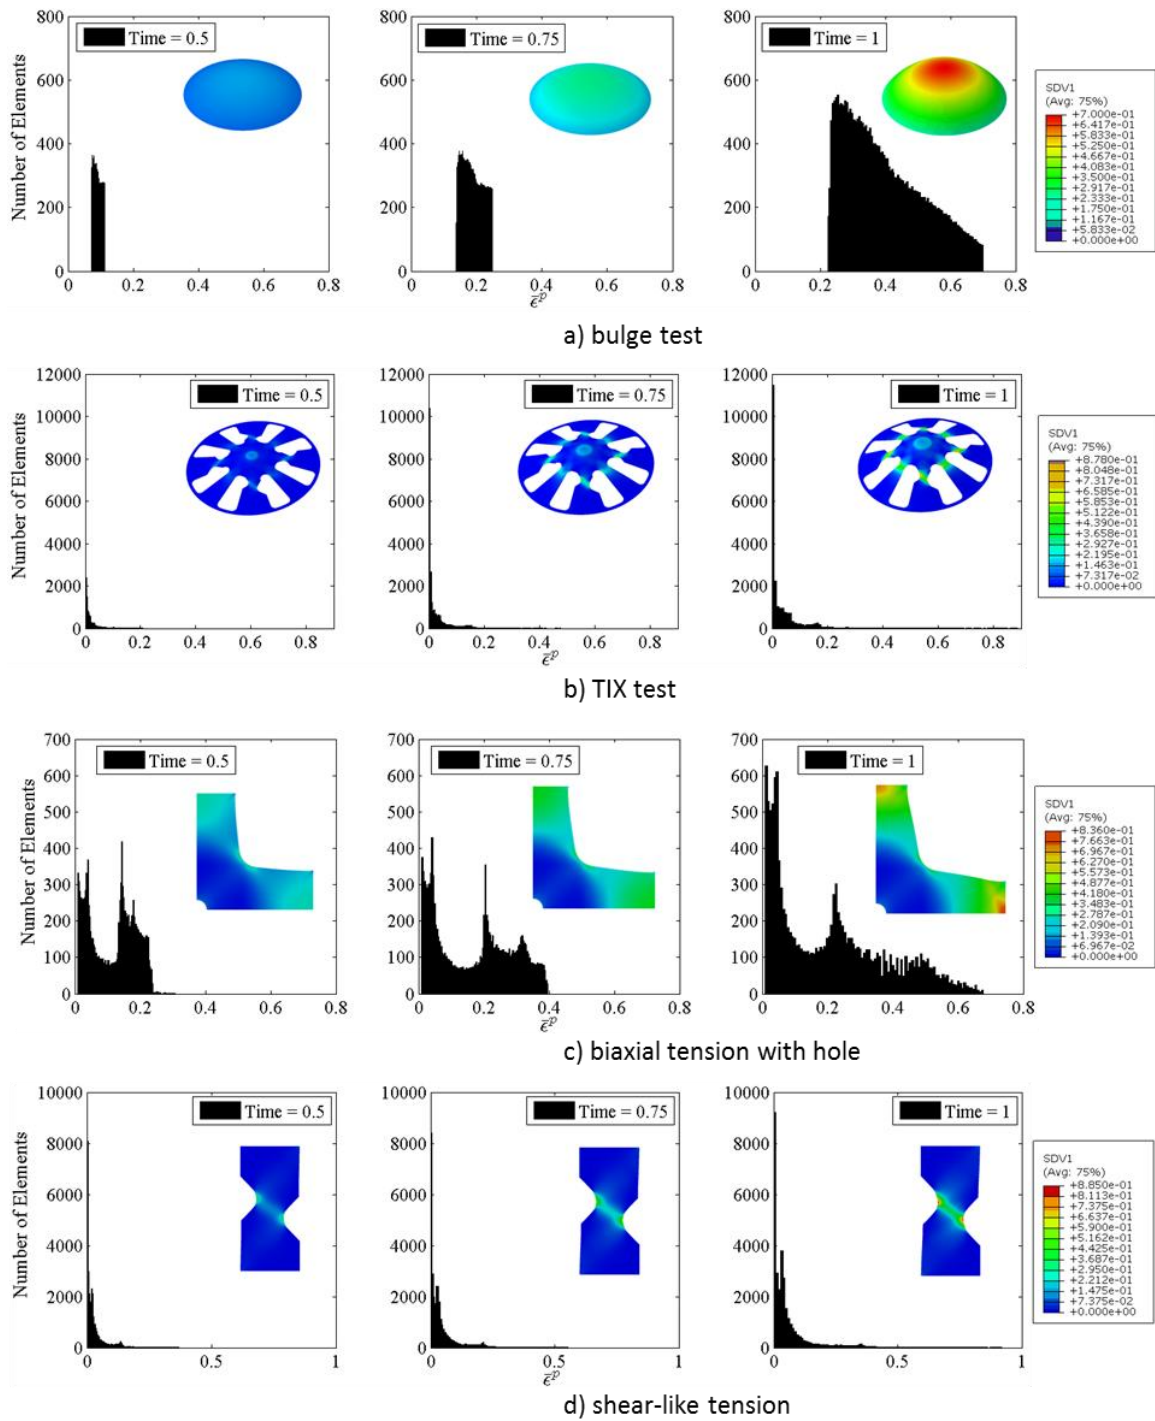 Number of Elements
800
600
400
200
0
0 0.2 0.4 0.6 0.8
Time = 0.5
800
600
400
200
0
0 0.2 0.4 0.6 0.8
Time = 0.75
ε̄ᵖ
800
600
400
200
0
0 0.2 0.4 0.6 0.8
Time = 1
SDV1
(Avg: 75%)
+7.000e-01
+6.417e-01
+5.833e-01
+5.250e-01
+4.667e-01
+4.083e-01
+3.500e-01
+2.917e-01
+2.333e-01
+1.750e-01
+1.167e-01
+5.833e-02
+0.000e+00
a) bulge test
Number of Elements
12000
10000
8000
6000
4000
2000
0
0 0.2 0.4 0.6 0.8
Time = 0.5
12000
10000
8000
6000
4000
2000
0
0 0.2 0.4 0.6 0.8
Time = 0.75
ε̄ᵖ
12000
10000
8000
6000
4000
2000
0
0 0.2 0.4 0.6 0.8
Time = 1
SDV1
(Avg: 75%)
+8.780e-01
+8.048e-01
+7.317e-01
+6.585e-01
+5.853e-01
+5.122e-01
+4.390e-01
+3.658e-01
+2.927e-01
+2.195e-01
+1.463e-01
+7.317e-02
+0.000e+00
b) TIX test
Number of Elements
700
600
500
400
300
200
100
0
0 0.2 0.4 0.6 0.8
Time = 0.5
700
600
500
400
300
200
100
0
0 0.2 0.4 0.6 0.8
Time = 0.75
ε̄ᵖ
700
600
500
400
300
200
100
0
0 0.2 0.4 0.6 0.8
Time = 1
SDV1
(Avg: 75%)
+8.360e-01
+7.663e-01
+6.967e-01
+6.270e-01
+5.573e-01
+4.877e-01
+4.180e-01
+3.483e-01
+2.787e-01
+2.090e-01
+1.393e-01
+6.967e-02
+0.000e+00
c) biaxial tension with hole
Number of Elements
10000
8000
6000
4000
2000
0
0 0.5 1
Time = 0.5
10000
8000
6000
4000
2000
0
0 0.5 1
Time = 0.75
ε̄ᵖ
10000
8000
6000
4000
2000
0
0 0.5 1
Time = 1
SDV1
(Avg: 75%)
+8.850e-01
+8.113e-01
+7.375e-01
+6.637e-01
+5.900e-01
+5.162e-01
+4.425e-01
+3.687e-01
+2.950e-01
+2.212e-01
+1.475e-01
+7.375e-02
+0.000e+00
d) shear-like tension